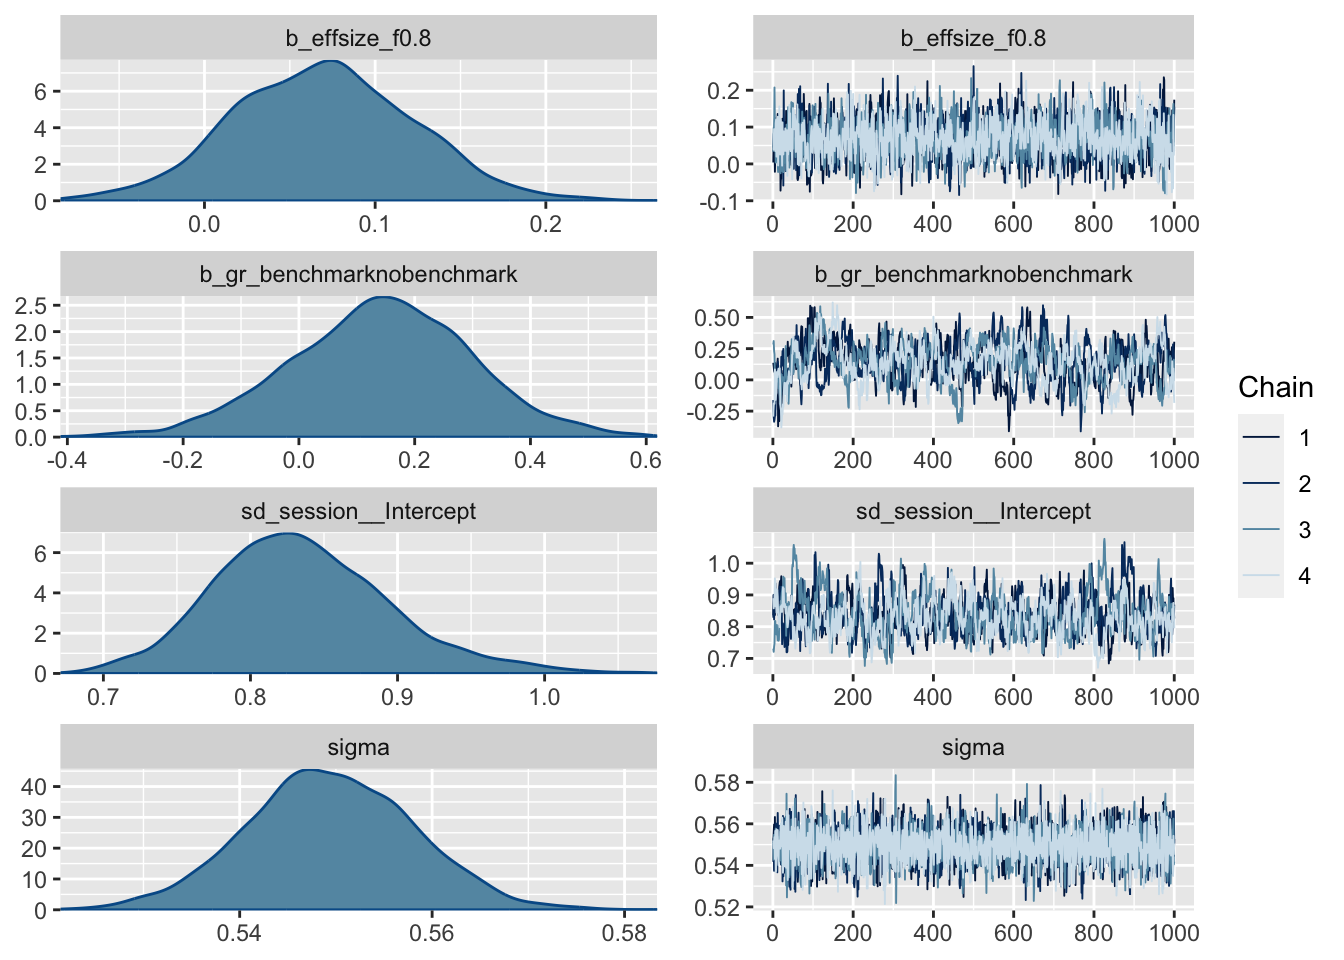 b_effsize_f0.8
b_effsize_f0.8
6
4
2
0
0.0 0.1 0.2
0.2
0.1
0.0
-0.1
0 200 400 600 800 1000
b_gr_benchmarknobenchmark
b_gr_benchmarknobenchmark
2.5
2.0
1.5
1.0
0.5
0.0
-0.4 -0.2 0.0 0.2 0.4 0.6
0.50
0.25
0.00
-0.25
0 200 400 600 800 1000
sd_session__Intercept
sd_session__Intercept
6
4
2
0
0.7 0.8 0.9 1.0
1.0
0.9
0.8
0.7
0 200 400 600 800 1000
sigma
sigma
40
30
20
10
0
0.54 0.56 0.58
0.58
0.56
0.54
0.52
0 200 400 600 800 1000
Chain
1
2
3
4